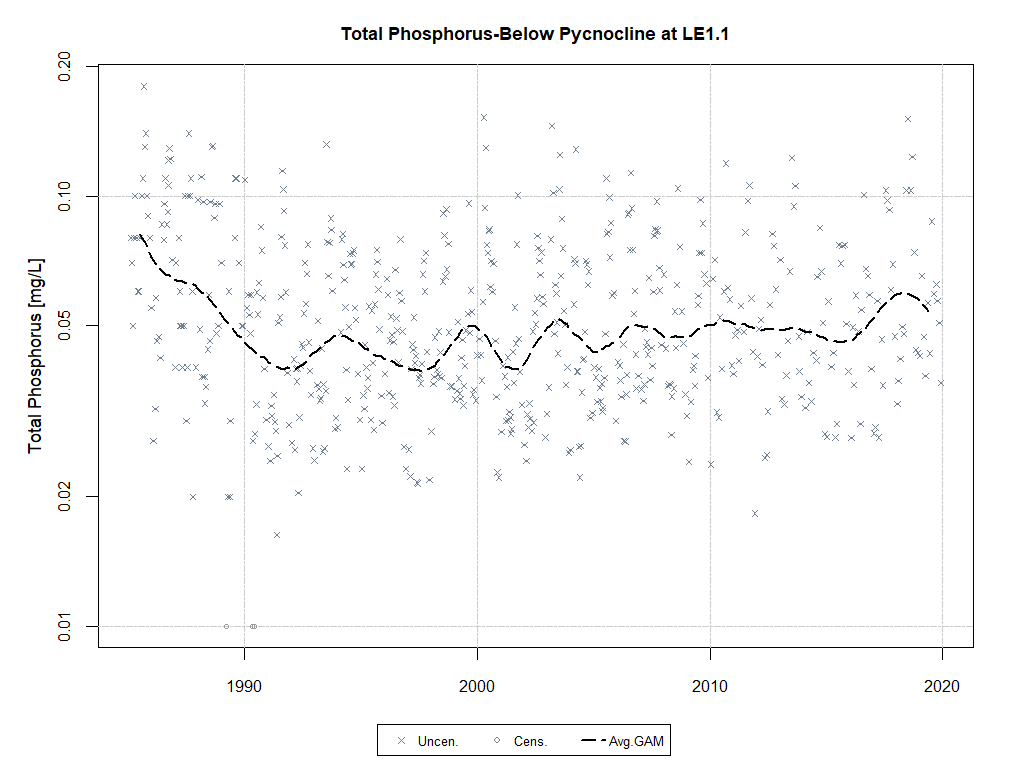 Total Phosphorus-Below Pycnocline at LE1.1
Total Phosphorus [mg/L]
0.20
0.10
0.05
0.02
0.01
1990 2000 2010 2020
Uncen. Cens. Avg.GAM